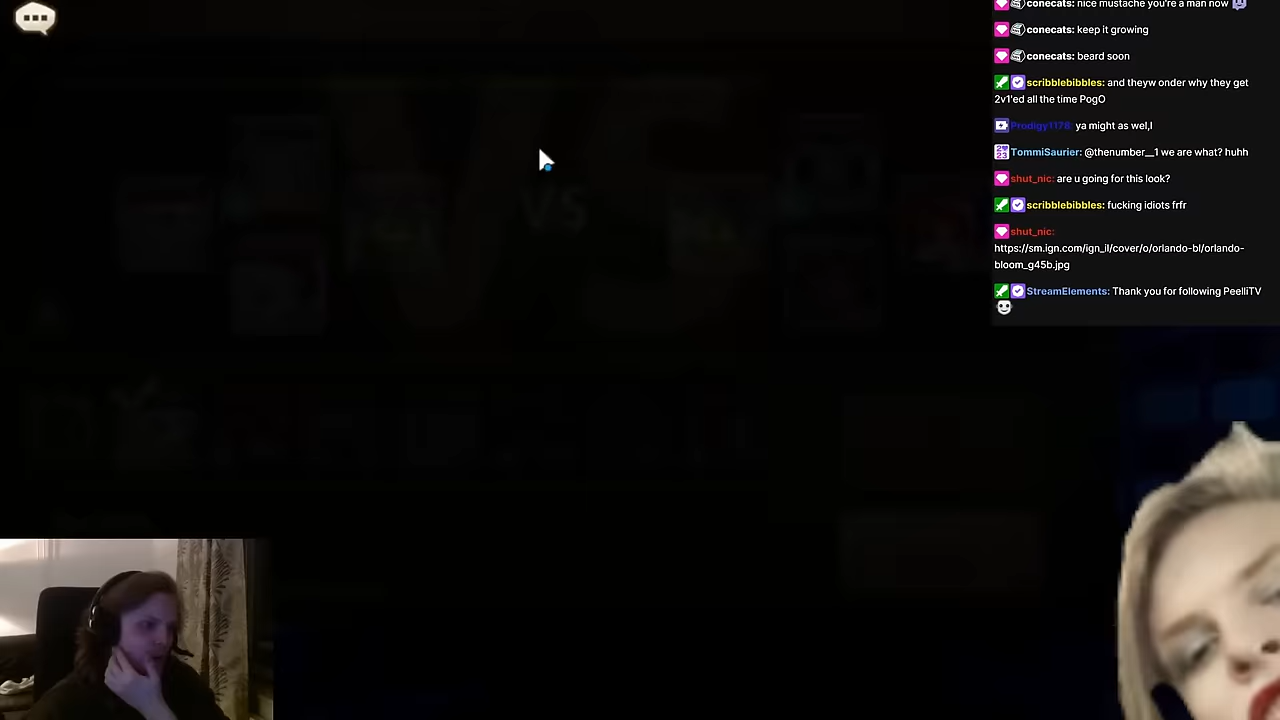 conecats: nice mustache you're a man now
conecats: keep it growing
conecats: beard soon
scribblebibbles: and theyw onder why they get
2v1'ed all the time PogO
Prodigy1178: ya might as wel,l
TommiSaurier: @thenumber__1 we are what? huhh
shut_nic: are u going for this look?
scribblebibbles: fucking idiots frfr
shut_nic:
https://sm.ign.com/ign_il/cover/o/orlando-bl/orlando-
bloom_g45b.jpg
StreamElements: Thank you for following PeelliTV
VS